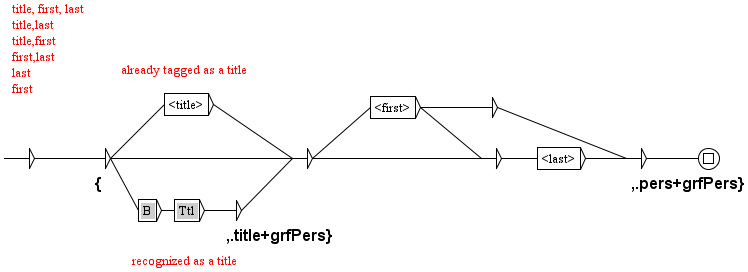 title, first, last
title,last
title,first
first,last
last
first
already tagged as a title
<title>
<first>
<last>
{
,.pers+grfPers}
B
Ttl
,.title+grfPers}
recognized as a title